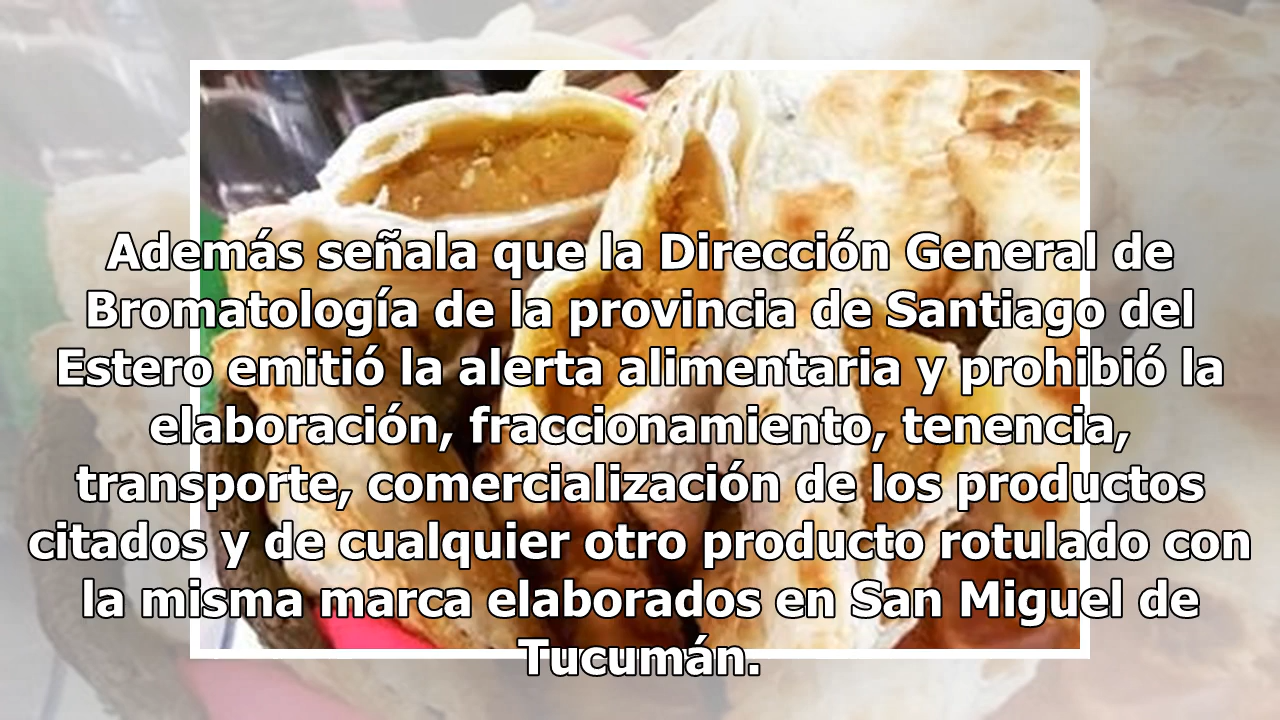 Además señala que la Dirección General de
Bromatología de la provincia de Santiago del
Estero emitió la alerta alimentaria y prohibió la
elaboración, fraccionamiento, tenencia,
transporte, comercialización de los productos
citados y de cualquier otro producto rotulado con
la misma marca elaborados en San Miguel de
Tucumán.